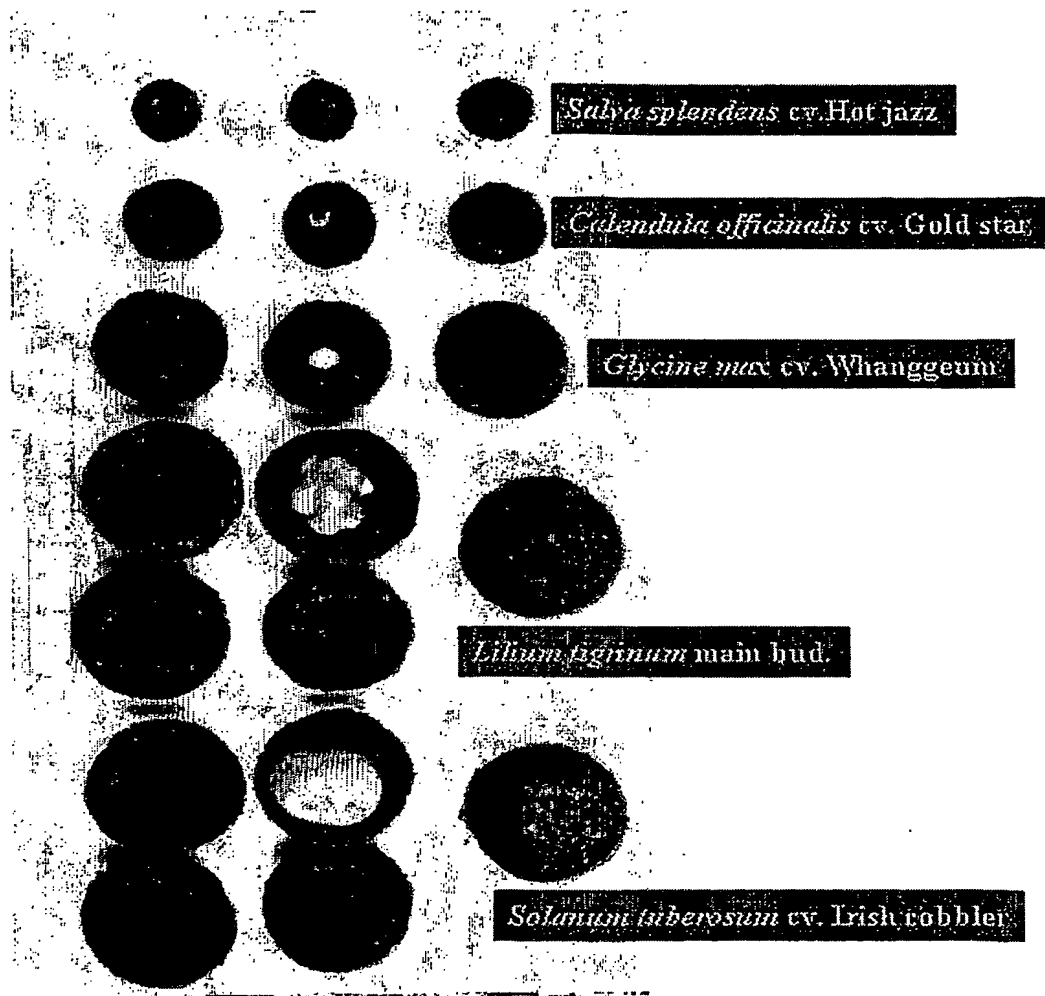 Salva splendens cv.Hot jazz
Calendula officinalis cv. Gold star
Glycine max cv. Whanggeum
Lilium tigrinum main bud.
Solanum tuberosum cv. Irish cobbler